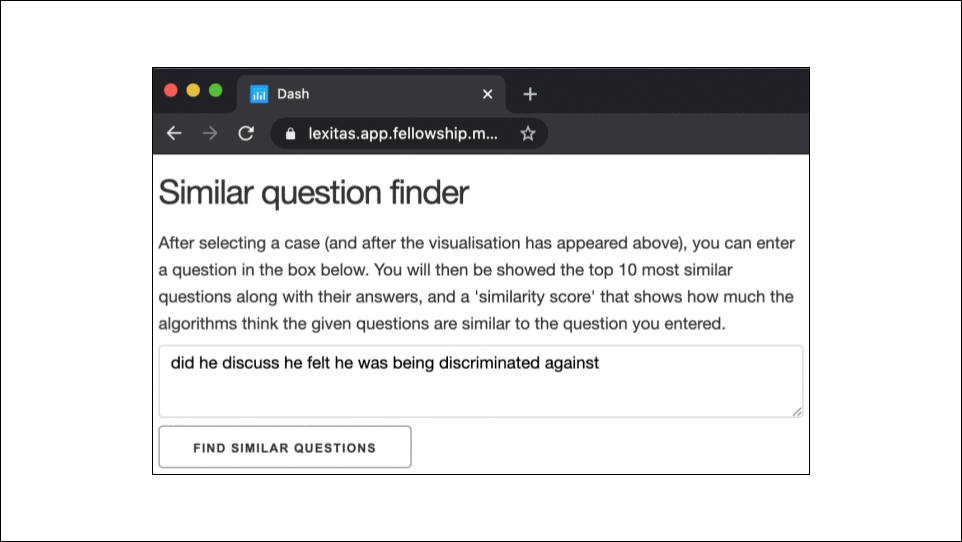 Dash
lexitas.app.fellowship.m...
Similar question finder
After selecting a case (and after the visualisation has appeared above), you can enter
a question in the box below. You will then be showed the top 10 most similar
questions along with their answers, and a 'similarity score' that shows how much the
algorithms think the given questions are similar to the question you entered.
did he discuss he felt he was being discriminated against
FIND SIMILAR QUESTIONS